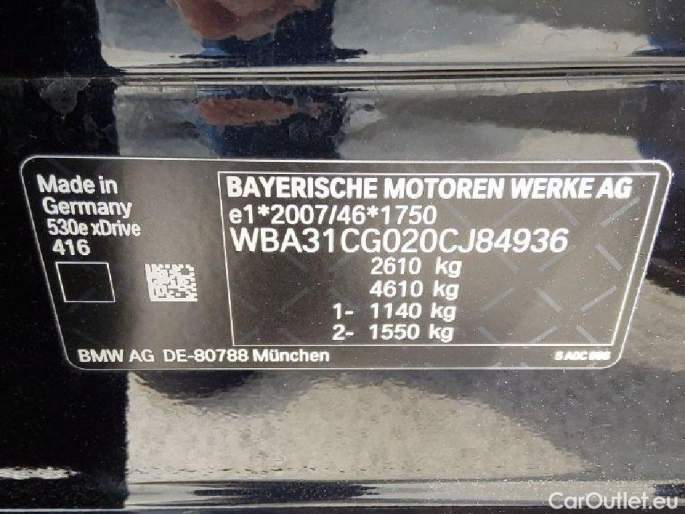 Made in
Germany
530e xDrive
416
BAYERISCHE MOTOREN WERKE AG
e1*2007/46*1750
WBA31CG020CJ84936
2610 kg
4610 kg
1- 1140 kg
2- 1550 kg
BMW AG DE-80788 München
CarOutlet.eu